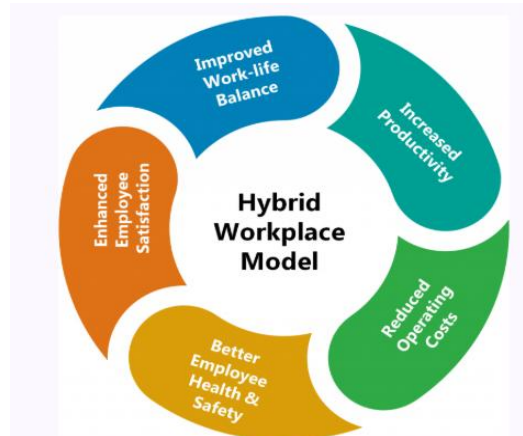 Improved
Work-life
Balance
Increased
Productivity
Reduced
Operating
Costs
Better
Employee
Health &
Safety
Enhanced
Employee
Satisfaction
Hybrid
Workplace
Model